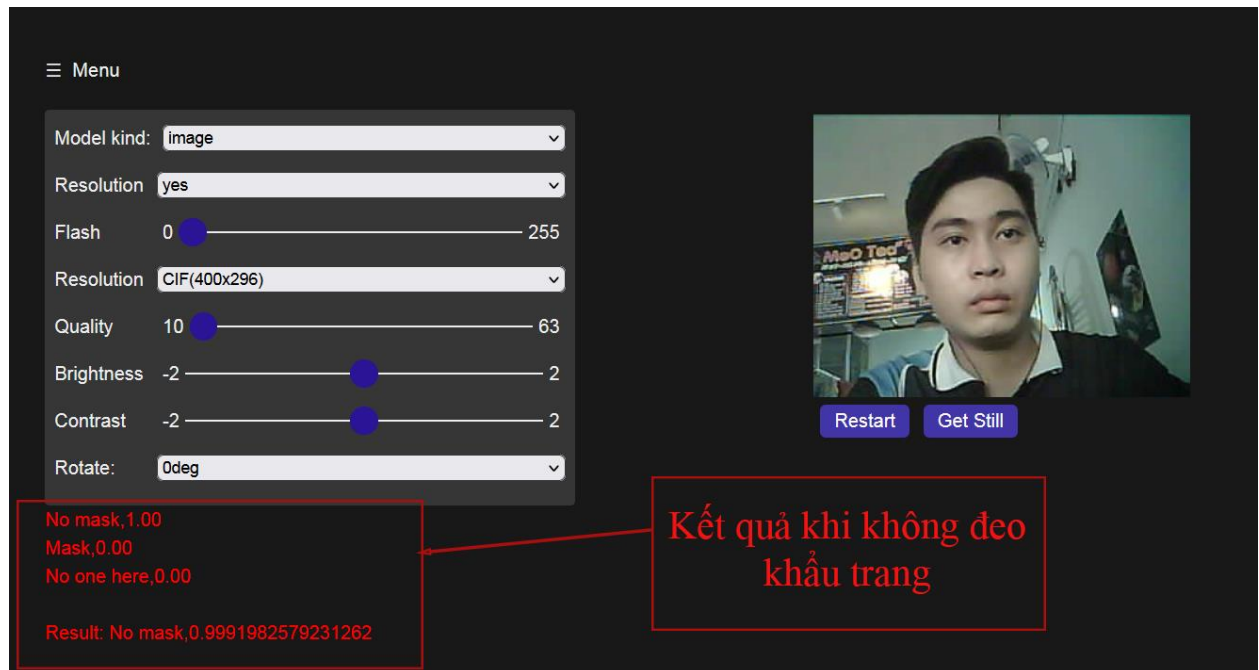 ☰ Menu
Model kind: image
Resolution yes
Flash 0 255
Resolution CIF(400x296)
Quality 10 63
Brightness -2 2
Contrast -2 2
Rotate: 0deg
MeO Ted
Restart Get Still
No mask,1.00
Mask,0.00
No one here,0.00
Result: No mask,0.9991982579231262
Kết quả khi không đeo
khẩu trang